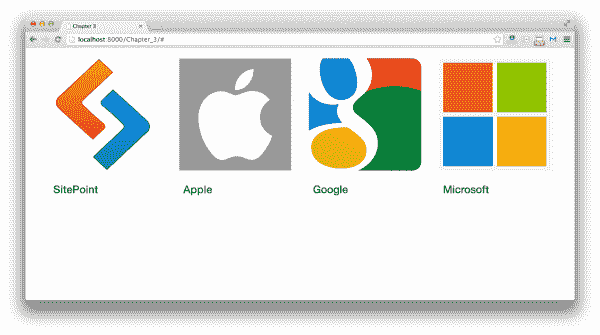 Chapter 3
localhost:8000/Chapter_3/#
SitePoint
Apple
Google
Microsoft